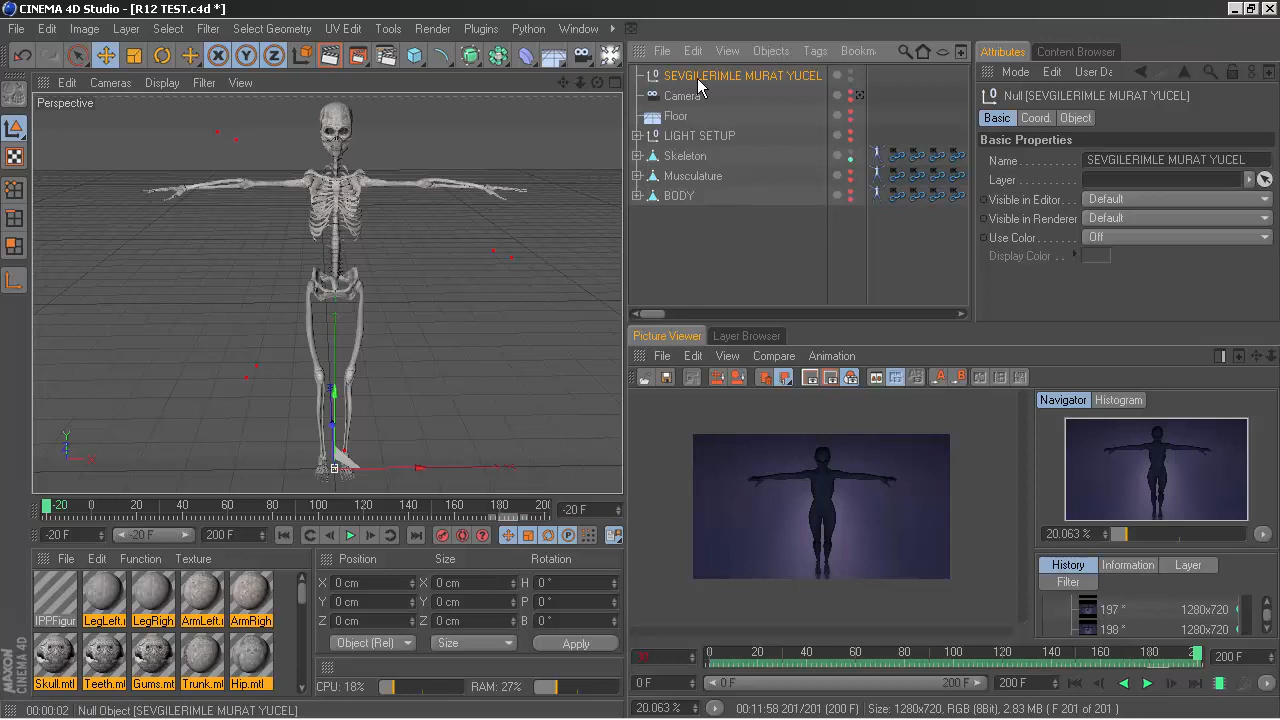 CINEMA 4D Studio - [R12 TEST.c4d *]
File Edit Image Layer Select Filter Select Geometry UV Edit Tools Render Plugins Python Window
Edit Cameras Display Filter View
Perspective
File Edit View Objects Tags Bookm
SEVGILERIMLE MURAT YUCEL
Camera
Floor
LIGHT SETUP
Skeleton
Musculature
BODY
Attributes Content Browser
Mode Edit User Da
Null [SEVGILERIMLE MURAT YUCEL]
Basic Coord. Object
Basic Properties
Name SEVGILERIMLE MURAT YUCEL
Layer
Visible in Editor Default
Visible in Renderer Default
Use Color Off
Display Color
Picture Viewer Layer Browser
File Edit View Compare Animation
Navigator Histogram
20.063 %
History Information Layer
Filter
197 * 1280x720
198 * 1280x720
0 20 40 60 80 100 120 140 160 180 200 F
0 F 0 F 200 F 200 F
20.063 % 00:11:58 201/201 (200 F) Size: 1280x720, RGB (8Bit), 2.83 MB ( F 201 of 201 )
-20 0 20 40 60 80 100 120 140 160 180 20 -20 F
-20 F -20 F 200 F 200 F
File Edit Function Texture
IPPFigur LegLeft.m LegRigh ArmLeft. ArmRigh
Skull.mtl Teeth.mt Gums.mt Trunk.mt Hip.mtl
Position Size Rotation
X 0 cm X 0 cm H 0 °
Y 0 cm Y 0 cm P 0 °
Z 0 cm Z 0 cm B 0 °
Object (Rel) Size Apply
CPU: 18% RAM: 27%
MAXON CINEMA 4D
00:00:02 Null Object [SEVGILERIMLE MURAT YUCEL]